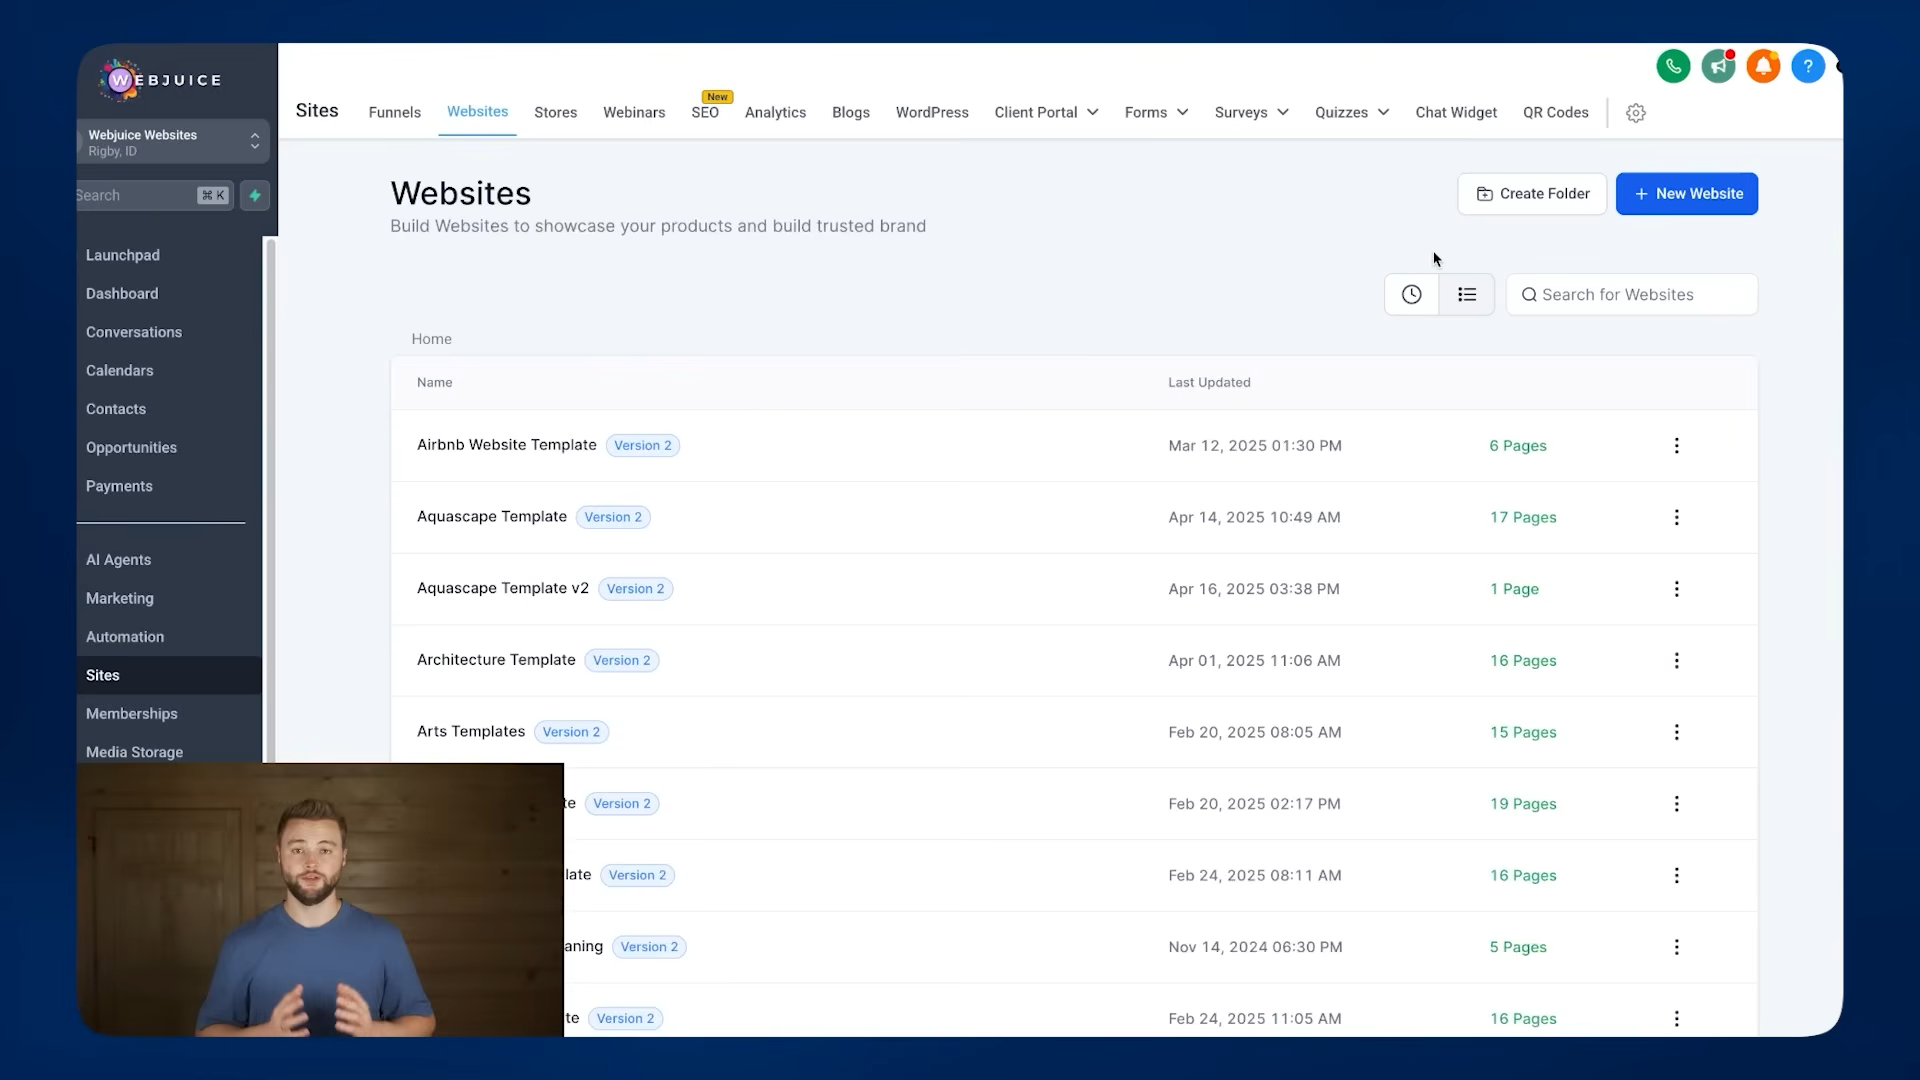 WEBJUICE
Webjuice Websites
Rigby, ID
Search ⌘ K
Launchpad
Dashboard
Conversations
Calendars
Contacts
Opportunities
Payments
AI Agents
Marketing
Automation
Sites
Memberships
Media Storage
Sites Funnels Websites Stores Webinars SEO New Analytics Blogs WordPress Client Portal Forms Surveys Quizzes Chat Widget QR Codes
Websites
Build Websites to showcase your products and build trusted brand
Create Folder + New Website
Search for Websites
Home
Name Last Updated
Airbnb Website Template Version 2 Mar 12, 2025 01:30 PM 6 Pages
Aquascape Template Version 2 Apr 14, 2025 10:49 AM 17 Pages
Aquascape Template v2 Version 2 Apr 16, 2025 03:38 PM 1 Page
Architecture Template Version 2 Apr 01, 2025 11:06 AM 16 Pages
Arts Templates Version 2 Feb 20, 2025 08:05 AM 15 Pages
te Version 2 Feb 20, 2025 02:17 PM 19 Pages
late Version 2 Feb 24, 2025 08:11 AM 16 Pages
aning Version 2 Nov 14, 2024 06:30 PM 5 Pages
te Version 2 Feb 24, 2025 11:05 AM 16 Pages